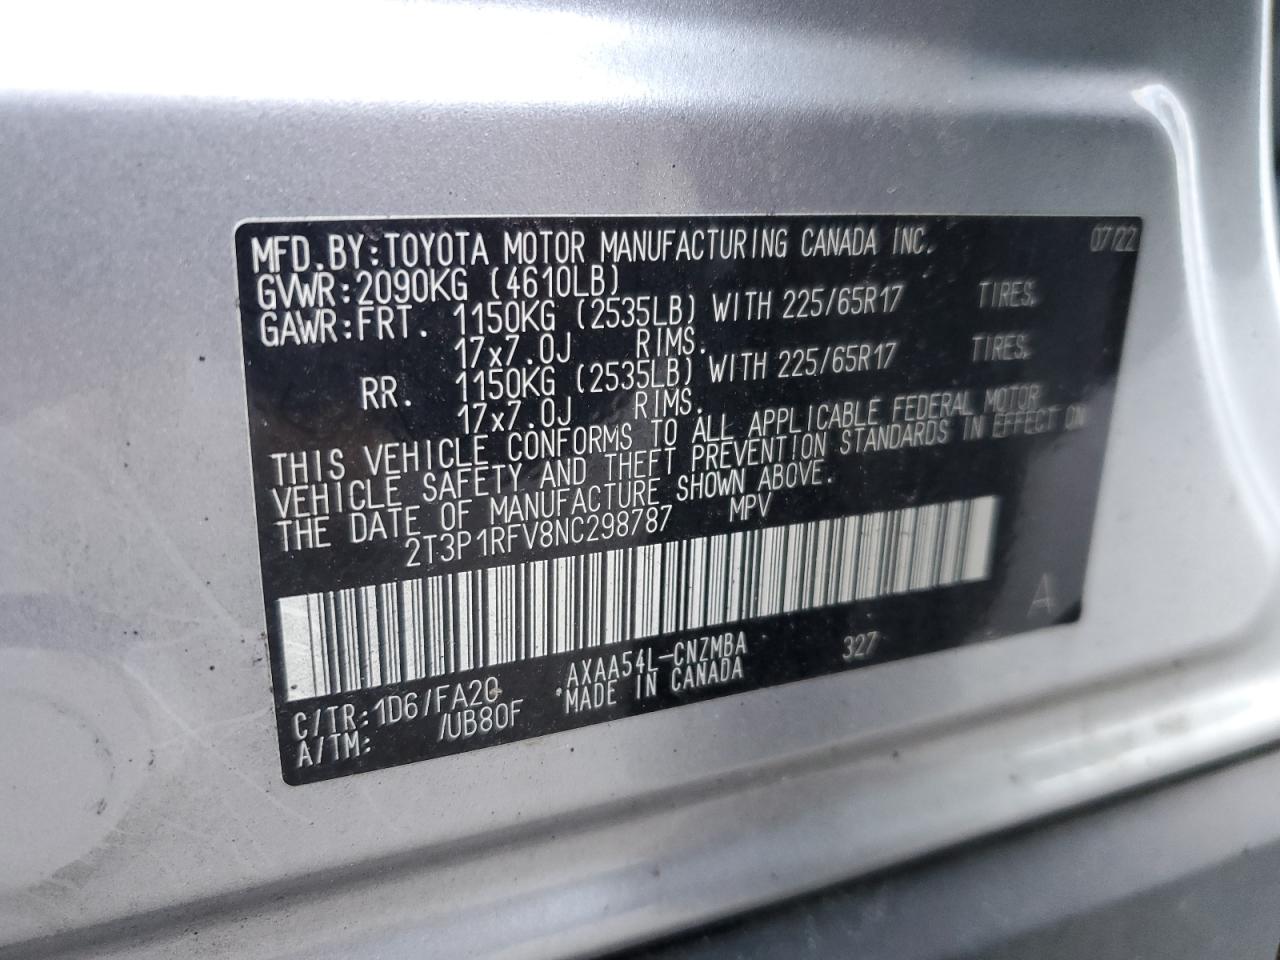 MFD.BY:TOYOTA MOTOR MANUFACTURING CANADA INC. 07/22
GVWR:2090KG (4610LB)
GAWR:FRT. 1150KG (2535LB) WITH 225/65R17 TIRES.
17x7.0J RIMS.
RR. 1150KG (2535LB) WITH 225/65R17 TIRES.
17x7.0J RIMS.
THIS VEHICLE CONFORMS TO ALL APPLICABLE FEDERAL MOTOR
VEHICLE SAFETY AND THEFT PREVENTION STANDARDS IN EFFECT ON
THE DATE OF MANUFACTURE SHOWN ABOVE.
2T3P1RFV8NC298787 MPV
A
C/TR:1D6/FA20 AXAA54L-CNZMBA 327
A/TM: /UB80F *MADE IN CANADA